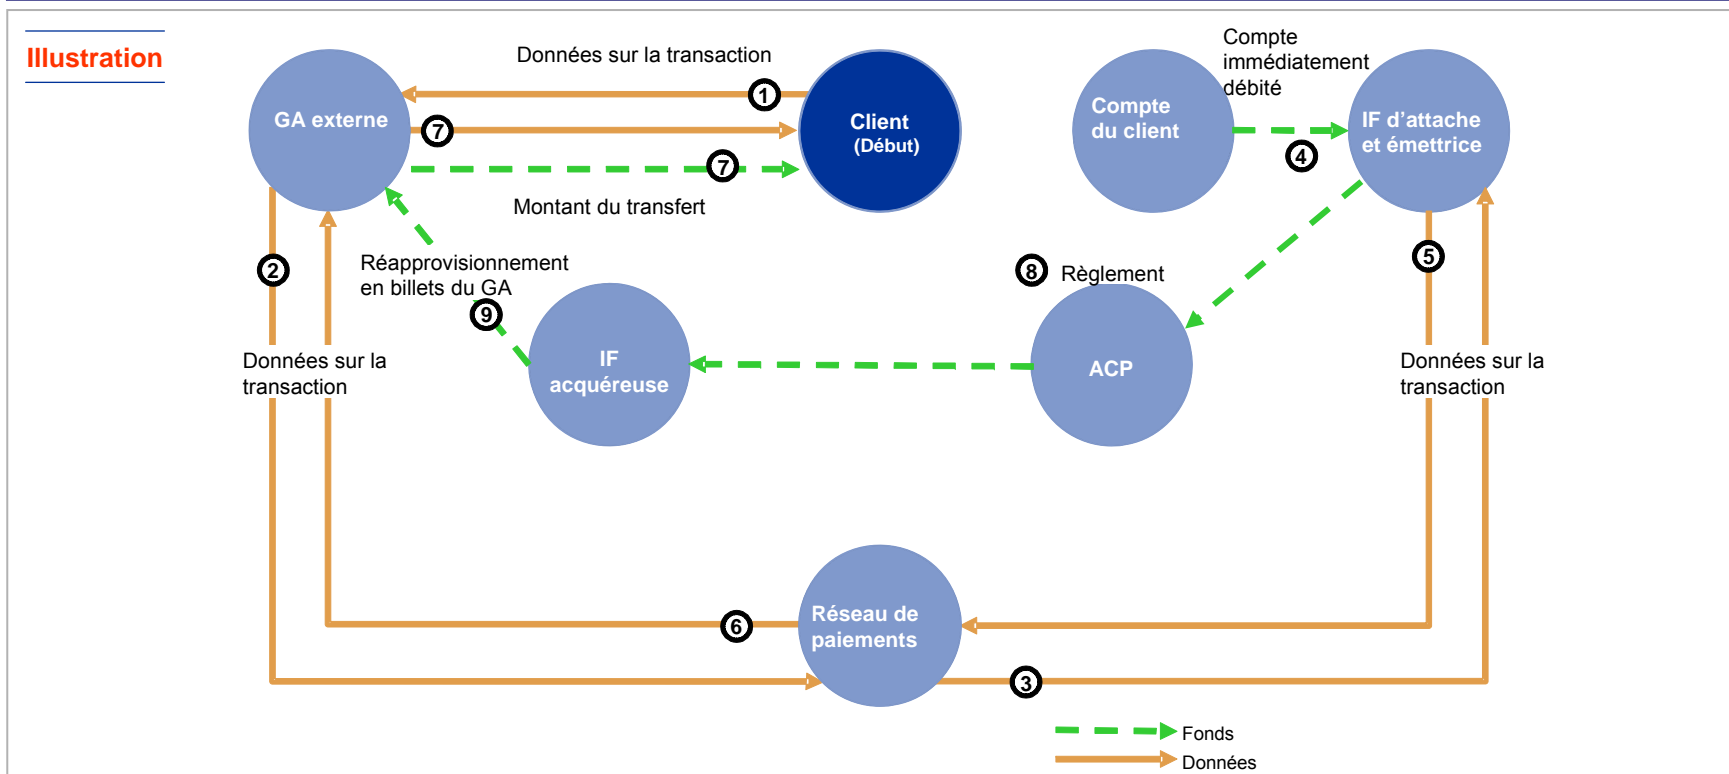 Illustration
Données sur la transaction
1
GA externe
7
Client
(Début)
7
Montant du transfert
Compte
immédiatement
débité
Compte
du client
IF d’attache
et émettrice
4
2
Réapprovisionnement
en billets du GA
9
8
Règlement
5
Données sur la
transaction
IF
acquéreuse
ACP
Données sur la
transaction
Réseau de
paiements
6
3
Fonds
Données